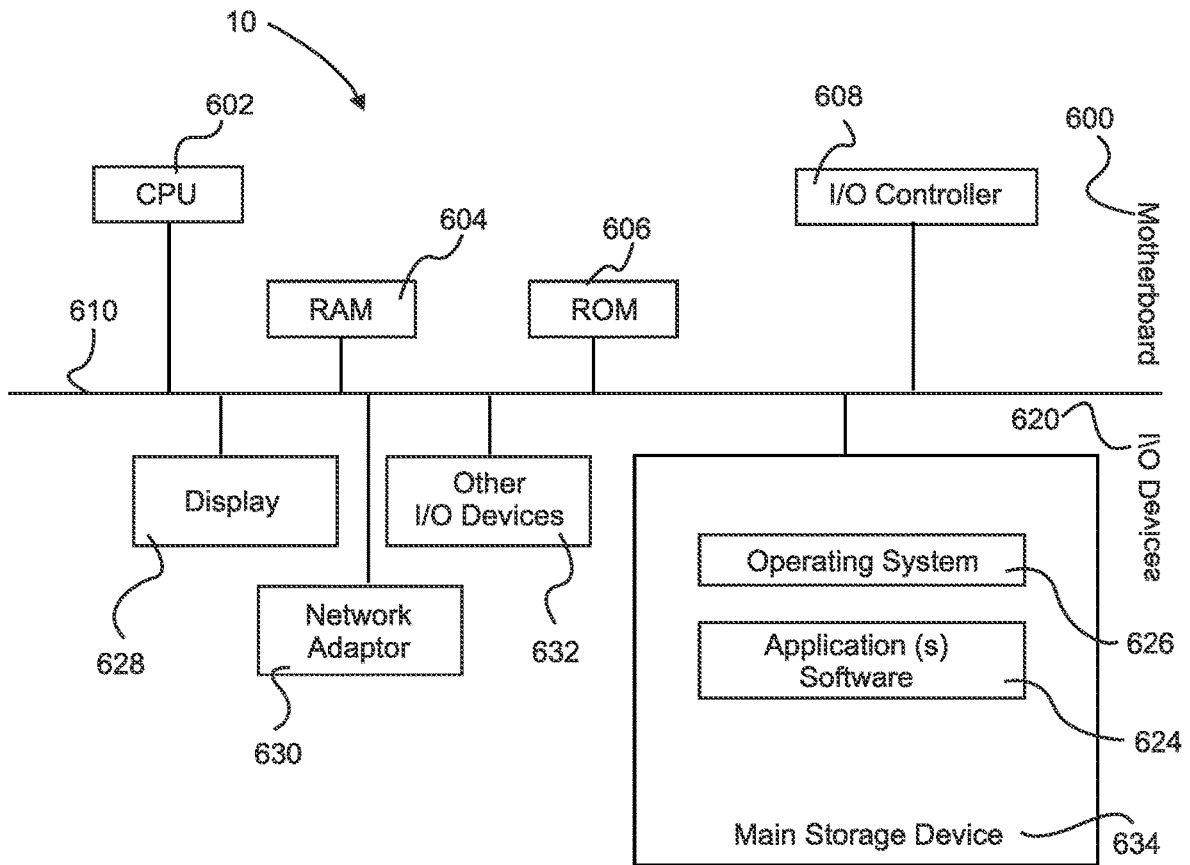 10
602
CPU
608
I/O Controller
600
Motherboard
604
RAM
606
ROM
610
620
I/O Devices
Display
628
Network
Adaptor
630
Other
I/O Devices
632
Operating System
626
Application (s)
Software
624
Main Storage Device
634